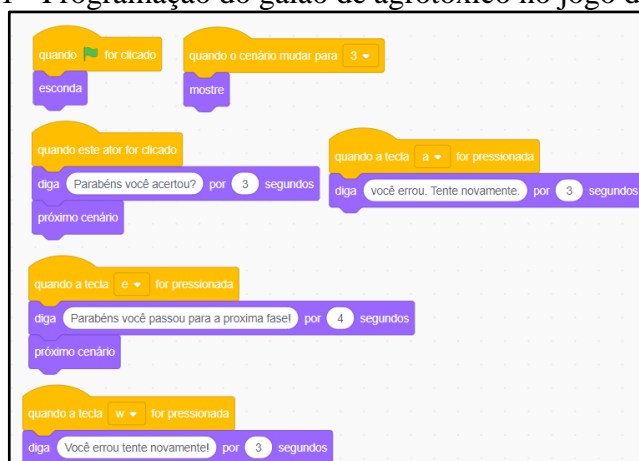 1 - Programação do galão de agrotóxico no jogo d
quando for clicado
esconda
quando o cenário mudar para 3
mostre
quando este ator for clicado
diga Parabéns você acertou? por 3 segundos
próximo cenário
quando a tecla a for pressionada
diga você errou. Tente novamente. por 3 segundos
quando a tecla e for pressionada
diga Parabéns você passou para a proxima fase! por 4 segundos
próximo cenário
quando a tecla w for pressionada
diga Você errou tente novamente! por 3 segundos